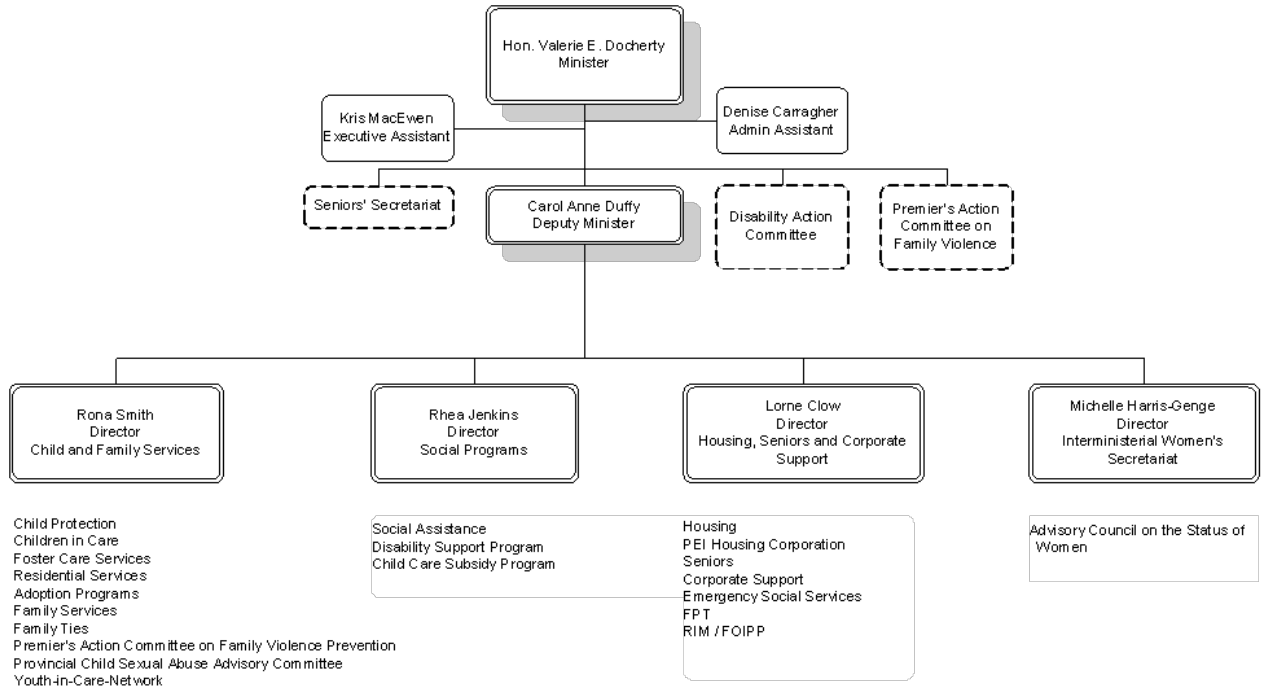 Hon. Valerie E. Docherty
Minister
Kris MacEwen
Executive Assistant
Denise Carragher
Admin Assistant
Seniors' Secretariat
Carol Anne Duffy
Deputy Minister
Disability Action
Committee
Premier's Action
Committee on
Family Violence
Rona Smith
Director
Child and Family Services
Rhea Jenkins
Director
Social Programs
Lorne Clow
Director
Housing, Seniors and Corporate
Support
Michelle Harris-Genge
Director
Interministerial Women's
Secretariat
Child Protection
Children in Care
Foster Care Services
Residential Services
Adoption Programs
Family Services
Family Ties
Premier's Action Committee on Family Violence Prevention
Provincial Child Sexual Abuse Advisory Committee
Youth-in-Care-Network
Social Assistance
Disability Support Program
Child Care Subsidy Program
Housing
PEI Housing Corporation
Seniors
Corporate Support
Emergency Social Services
FPT
RIM / FOIPP
Advisory Council on the Status of
Women